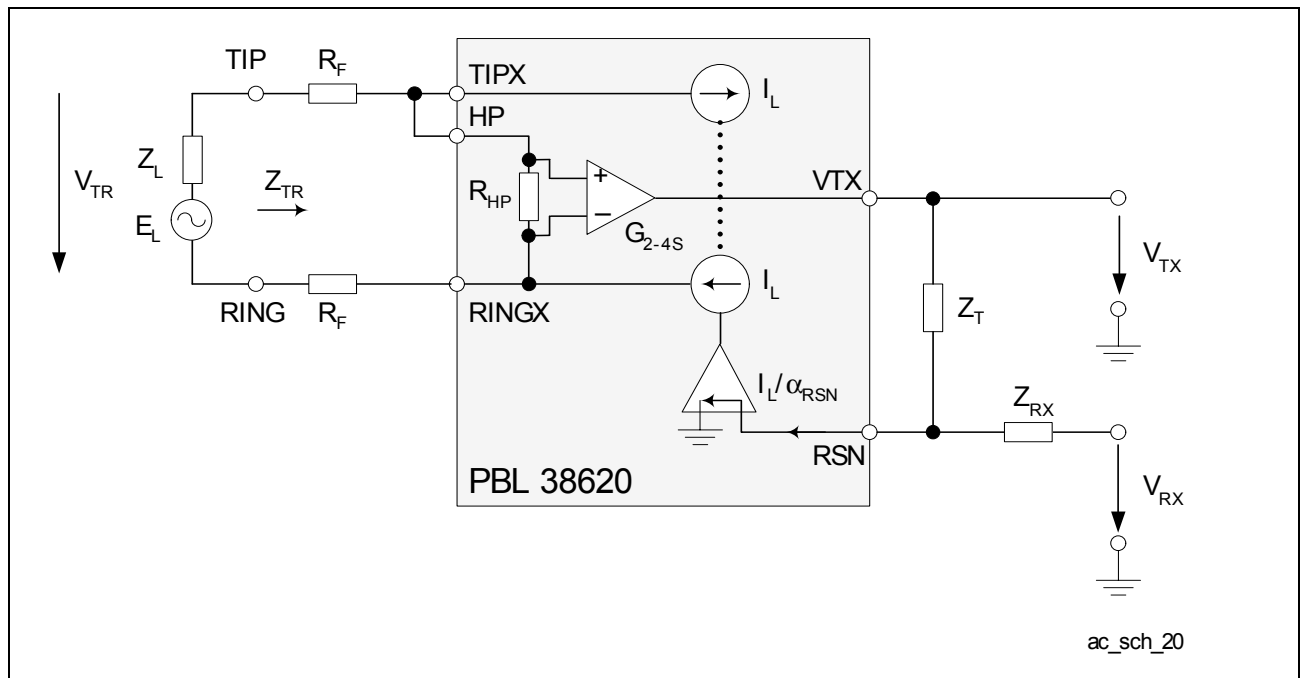 TIP
R_F
TIPX
I_L
HP
Z_L
V_TR
Z_TR
R_HP
+
−
VTX
E_L
G_2-4S
V_TX
I_L
RING
R_F
RINGX
Z_T
I_L/α_RSN
Z_RX
RSN
PBL 38620
V_RX
ac_sch_20